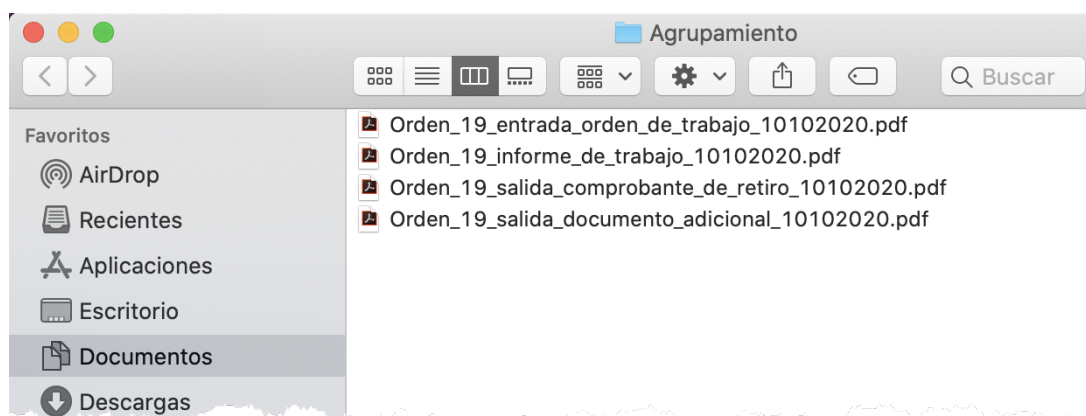 Agrupamiento
Buscar
Favoritos
AirDrop
Recientes
Aplicaciones
Escritorio
Documentos
Descargas
Orden_19_entrada_orden_de_trabajo_10102020.pdf
Orden_19_informe_de_trabajo_10102020.pdf
Orden_19_salida_comprobante_de_retiro_10102020.pdf
Orden_19_salida_documento_adicional_10102020.pdf